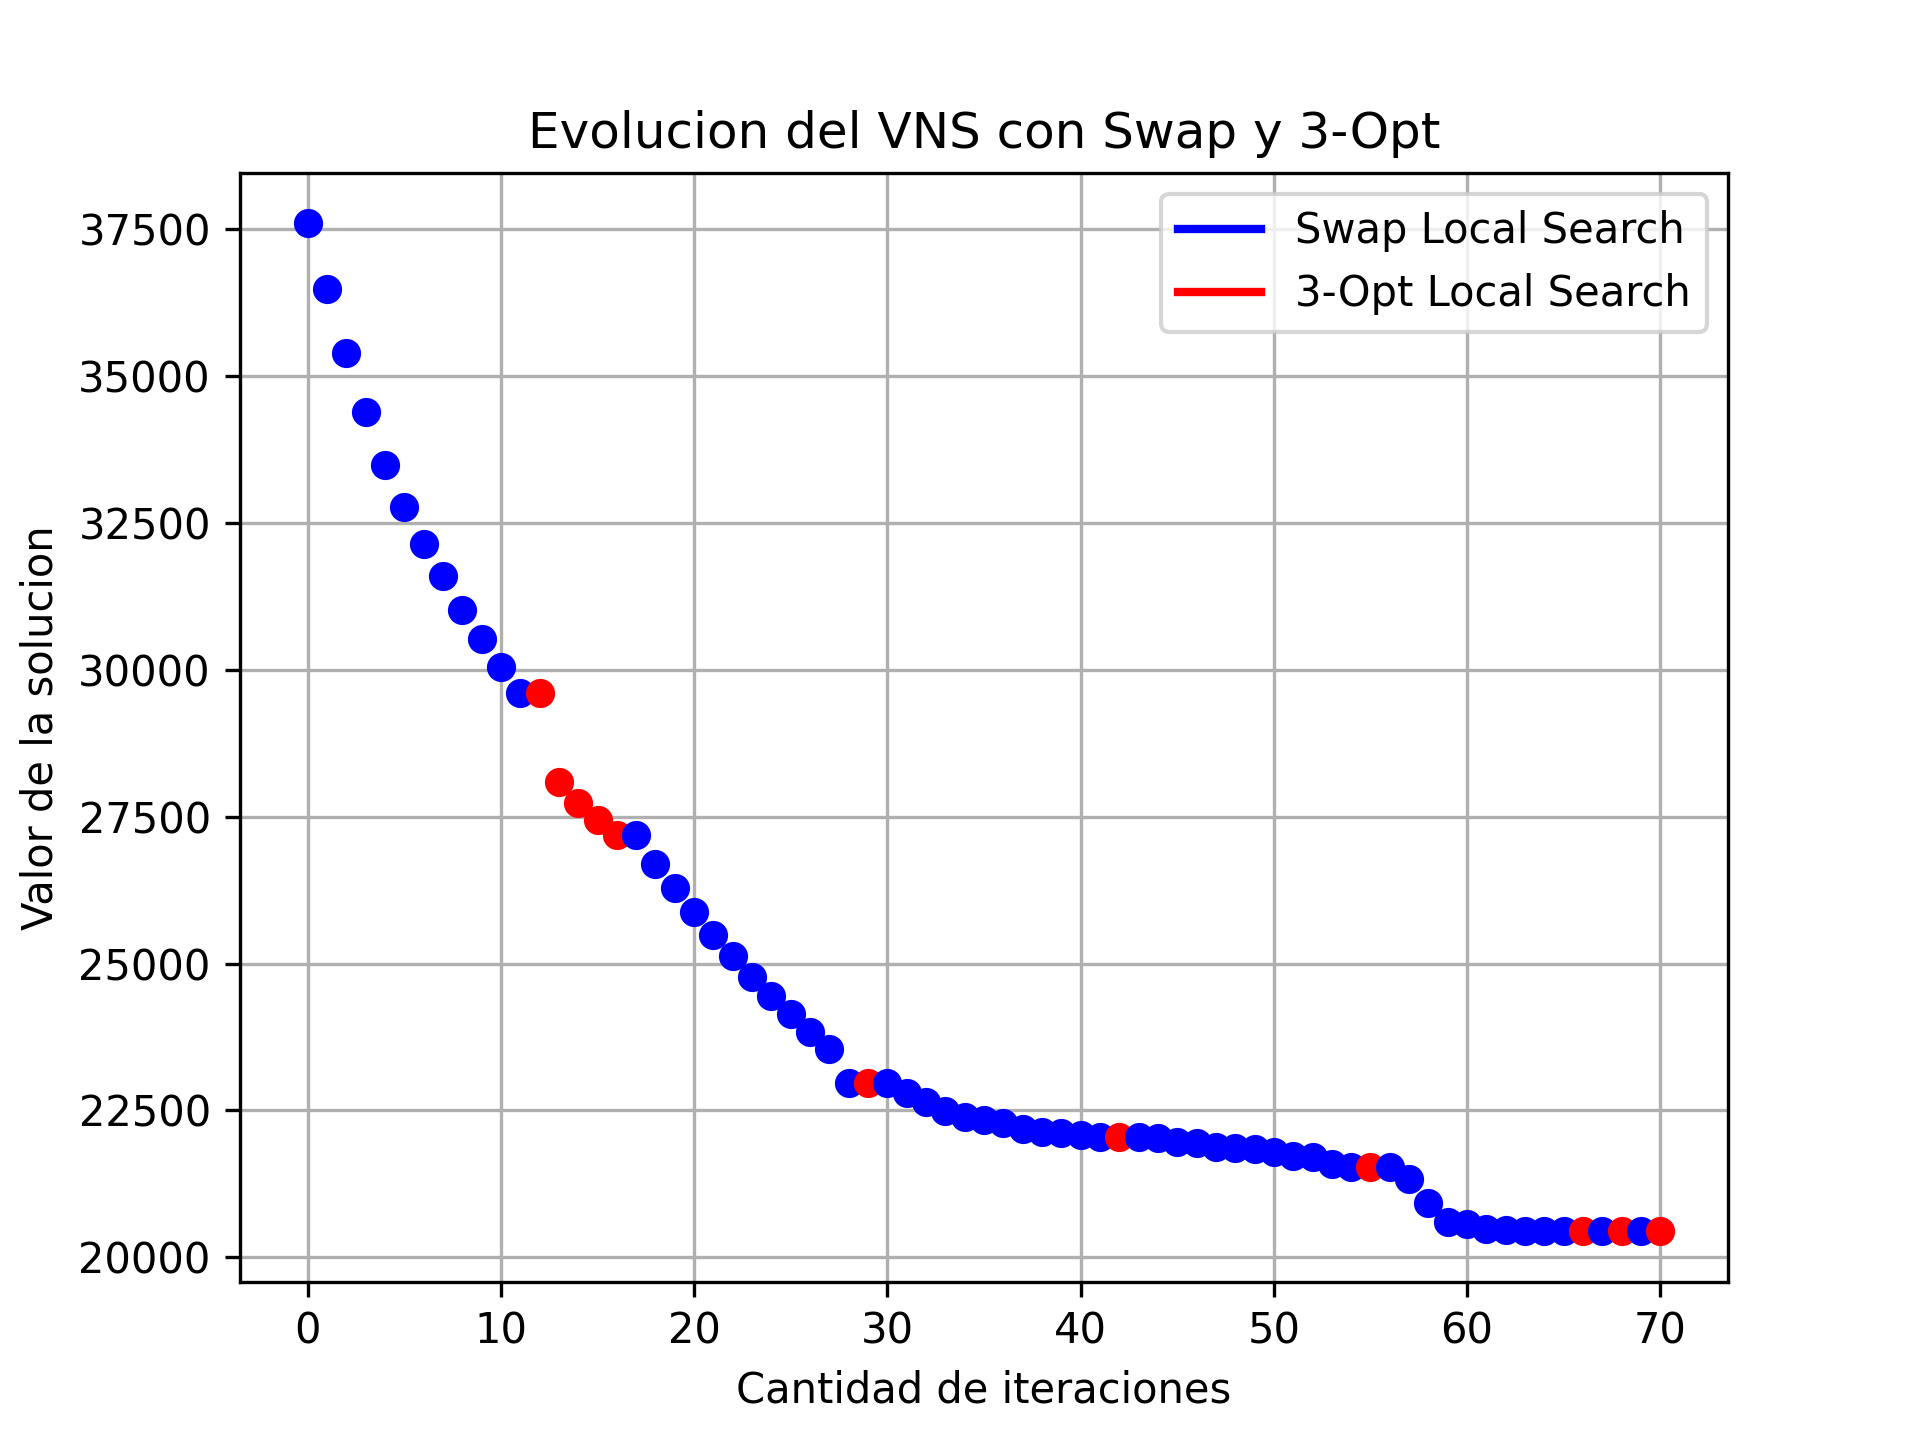 Evolucion del VNS con Swap y 3-Opt
Swap Local Search
3-Opt Local Search
Valor de la solucion
37500
35000
32500
30000
27500
25000
22500
20000
0 10 20 30 40 50 60 70
Cantidad de iteraciones